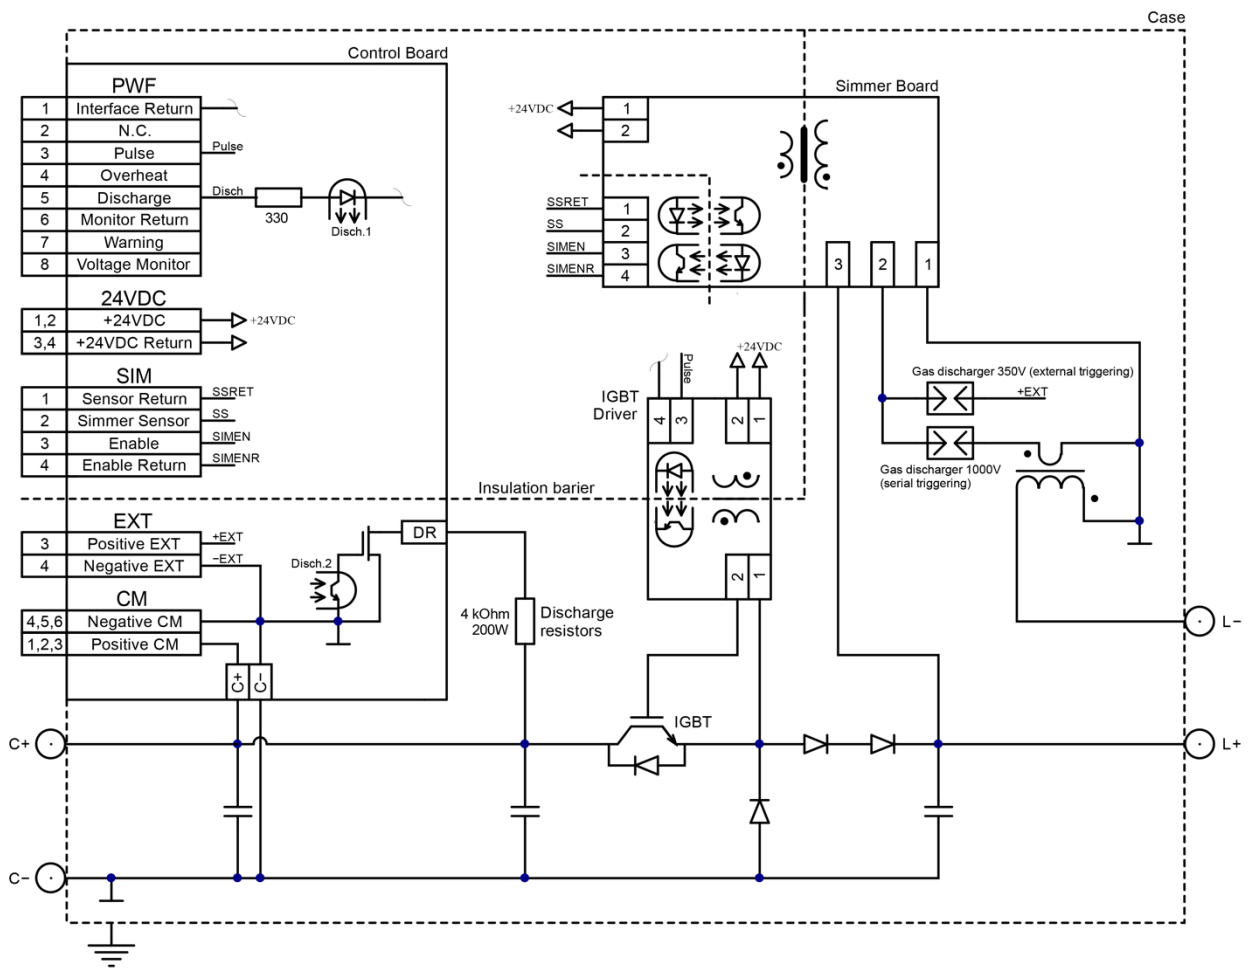 Case
Control Board
PWF
1 Interface Return
2 N.C.
3 Pulse Pulse
4 Overheat
5 Discharge Disch
330
Disch.1
6 Monitor Return
7 Warning
8 Voltage Monitor
24VDC
1,2 +24VDC +24VDC
3,4 +24VDC Return
SIM
1 Sensor Return SSRET
2 Simmer Sensor SS
3 Enable SIMEN
4 Enable Return SIMENR
Insulation barier
EXT
3 Positive EXT +EXT
4 Negative EXT −EXT
CM
4,5,6 Negative CM
1,2,3 Positive CM
C+ C−
Disch.2
DR
4 kOhm
200W
Discharge
resistors
Simmer Board
+24VDC 1
2
SSRET 1
SS 2
SIMEN 3
SIMENR 4
3 2 1
IGBT
Driver
Pulse
+24VDC
4 3 2 1
2 1
Gas discharger 350V (external triggering)
+EXT
Gas discharger 1000V
(serial triggering)
IGBT
L−
L+
C+
C−